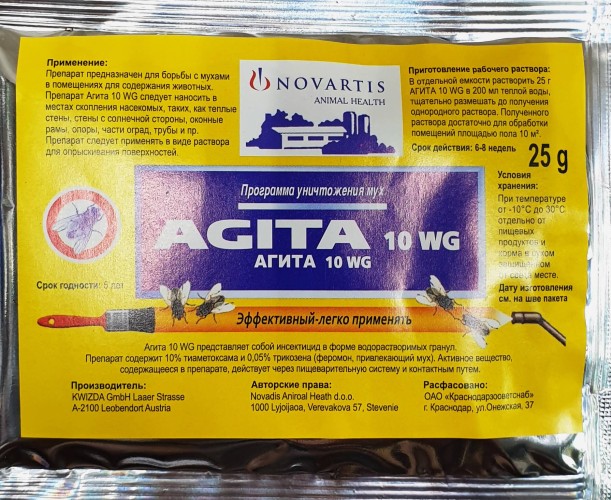 Применение:
Препарат предназначен для борьбы с мухами
в помещениях для содержания животных.
Препарат Агита 10 WG следует наносить в
местах скопления насекомых, таких, как теплые
стены, стены с солнечной стороны, оконные
рамы, опоры, части оград, трубы и пр.
Препарат следует применять в виде раствора
для опрыскивания поверхностей.
NOVARTIS
ANIMAL HEALTH
Приготовление рабочего раствора:
В отдельной емкости растворить 25 г
АГИТА 10 WG в 200 мл теплой воды,
тщательно размешать до получения
однородного раствора. Полученного
раствора достаточно для обработки
помещений площадью пола 10 м².
Срок действия: 6-8 недель
25 g
Условия
хранения:
При температуре
от -10°С до 30°С
отдельно от
пищевых
продуктов и
корма в сухом
от света месте.
Дату изготовления
см. на шве пакета
Программа уничтожения мух
AGITA 10 WG
АГИТА 10 WG
Срок годности: 5 лет
Эффективный-легко применять
Агита 10 WG представляет собой инсектицид в форме водорастворимых гранул.
Препарат содержит 10% тиаметоксама и 0,05% трикозена (феромон, привлекающий мух). Активное вещество,
содержащееся в препарате, действует через пищеварительную систему и контактным путем.
Производитель:
KWIZDA GmbH Laaer Strasse
A-2100 Leobendort Austria
Авторские права:
Novadis Aniroal Heath d.o.o.
1000 Lyjoijaoa, Verevakova 57, Stevenie
Расфасовано:
ОАО «Краснодарзооветснаб»
г. Краснодар, ул.Онежская, 37